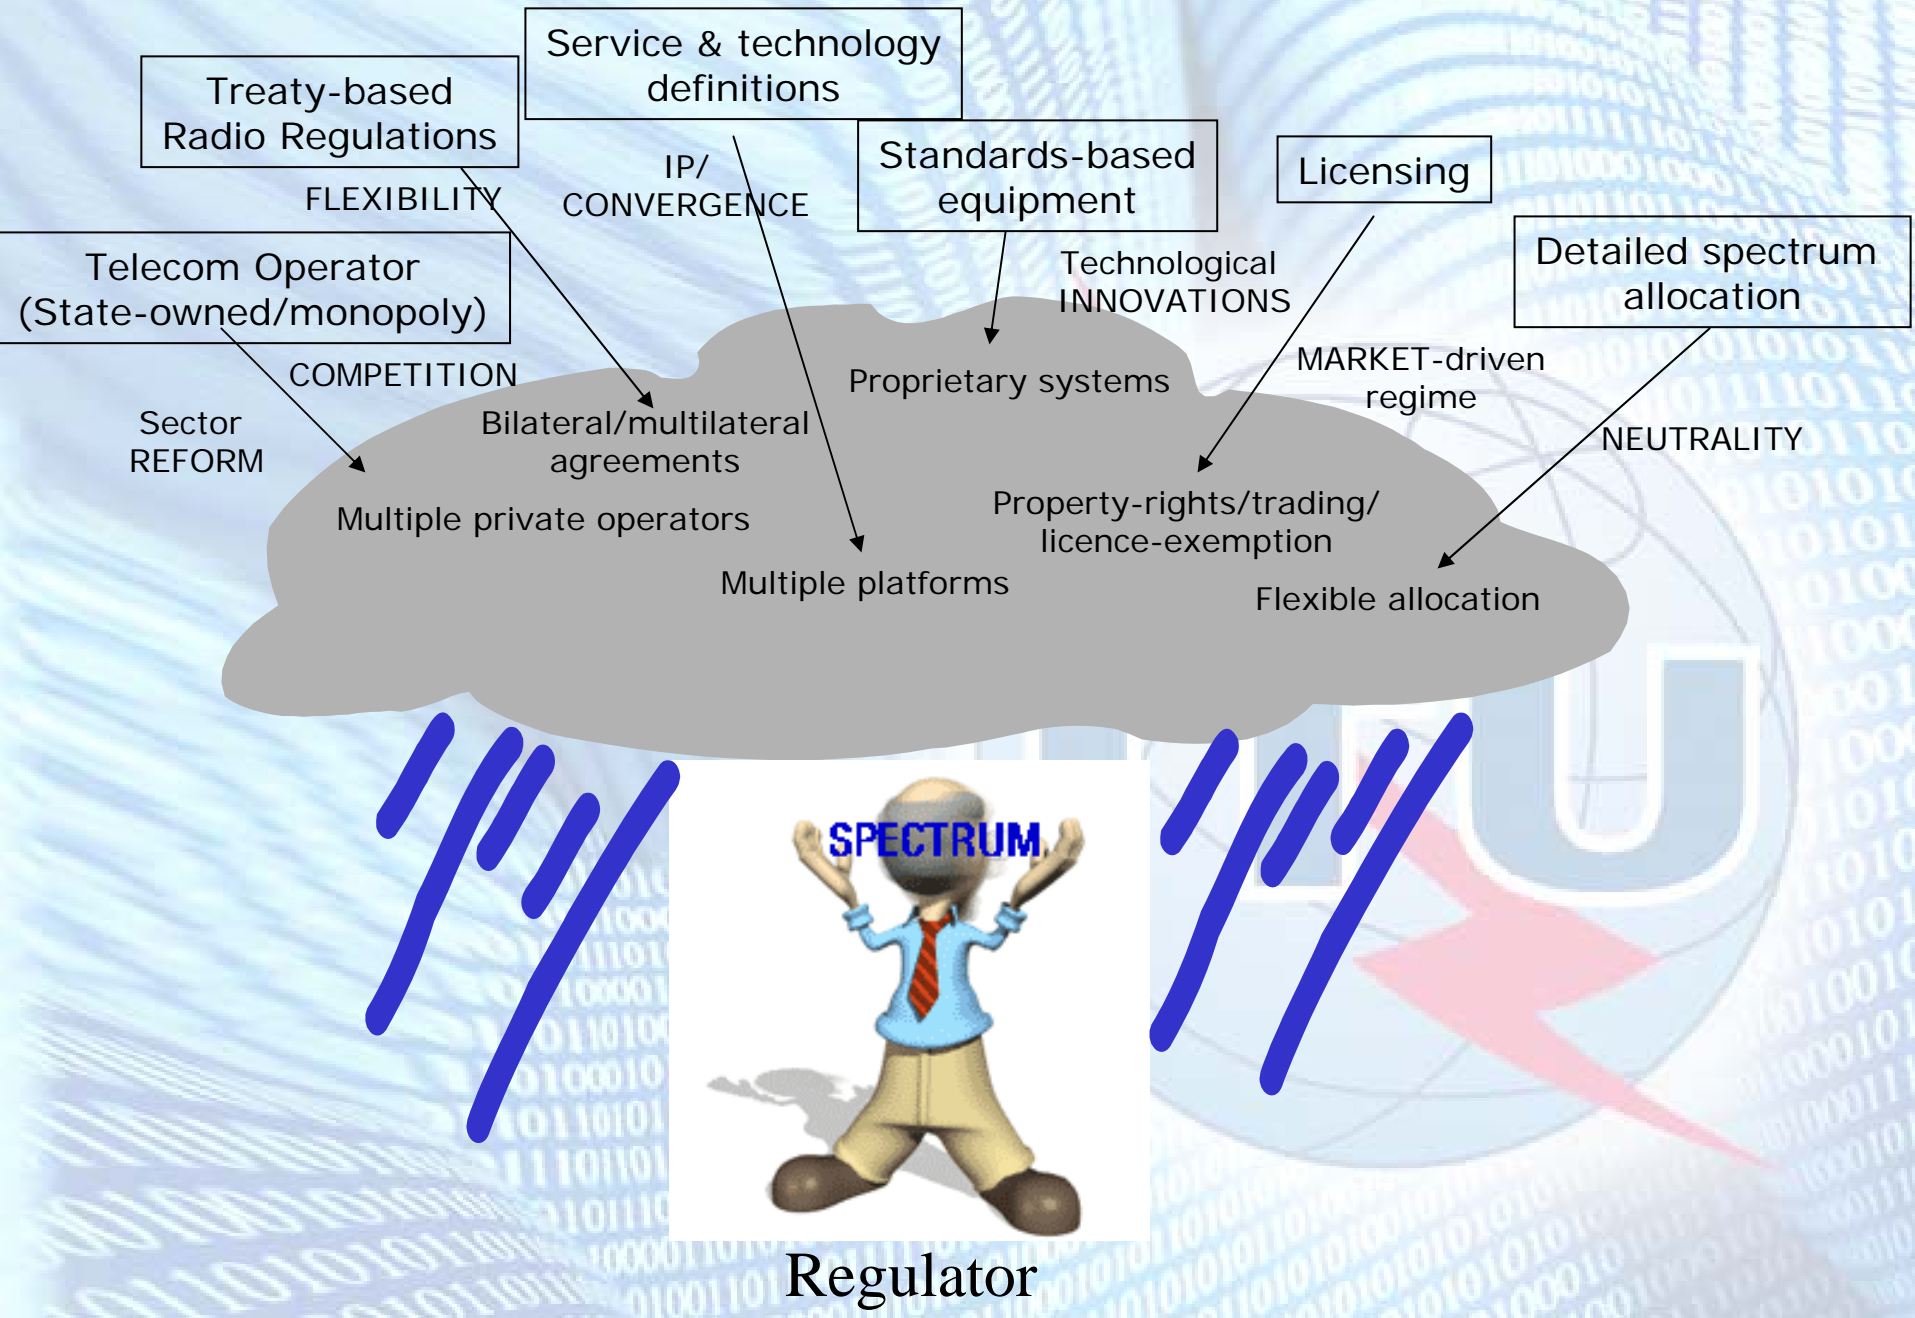 Service & technology
definitions
Treaty-based
Radio Regulations
Standards-based
equipment
Licensing
IP/
CONVERGENCE
FLEXIBILITY
Detailed spectrum
allocation
Telecom Operator
(State-owned/monopoly)
Technological
INNOVATIONS
COMPETITION
Proprietary systems
MARKET-driven
regime
Sector
REFORM
Bilateral/multilateral
agreements
NEUTRALITY
Multiple private operators
Property-rights/trading/
licence-exemption
Multiple platforms
Flexible allocation
SPECTRUM
Regulator